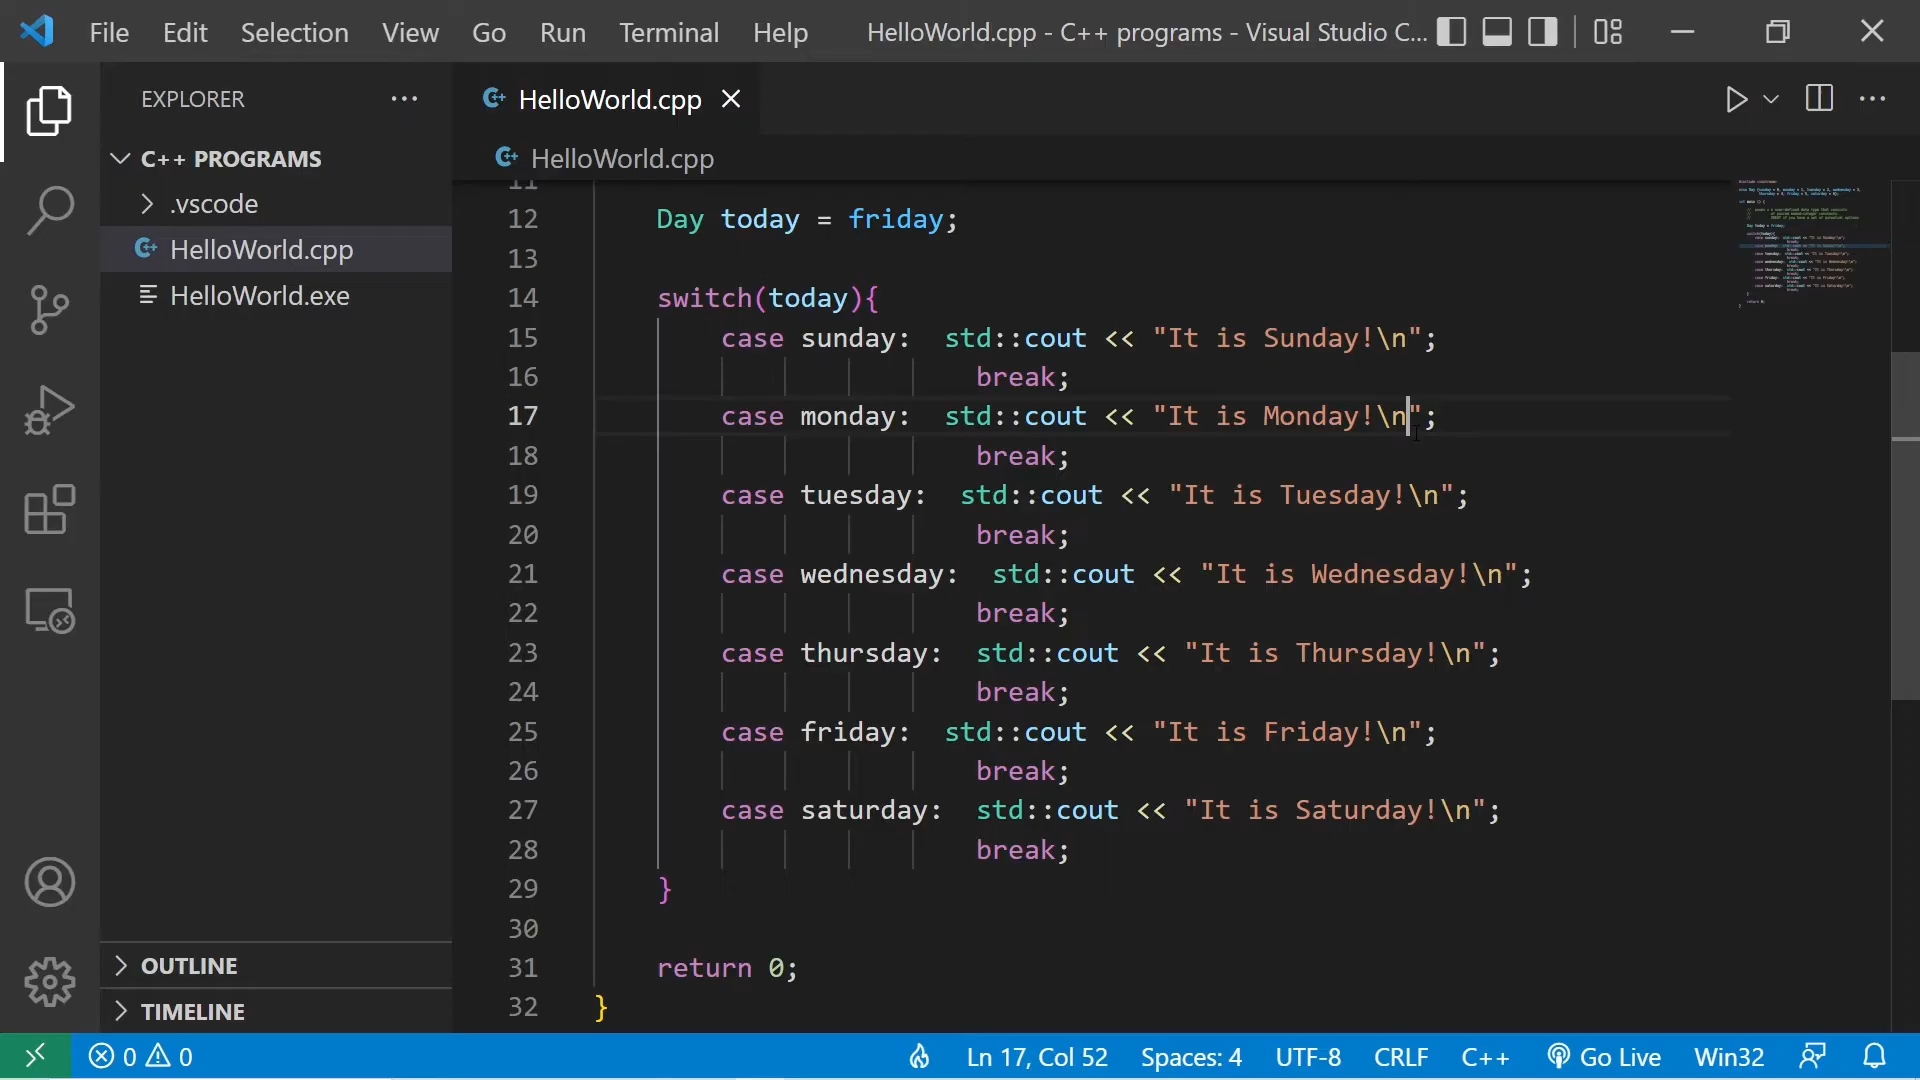 File Edit Selection View Go Run Terminal Help HelloWorld.cpp - C++ programs - Visual Studio C...
EXPLORER
C++ PROGRAMS
.vscode
HelloWorld.cpp
HelloWorld.exe
OUTLINE
TIMELINE
HelloWorld.cpp
HelloWorld.cpp
11
12 Day today = friday;
13
14 switch(today){
15 case sunday: std::cout << "It is Sunday!\n";
16 break;
17 case monday: std::cout << "It is Monday!\n";
18 break;
19 case tuesday: std::cout << "It is Tuesday!\n";
20 break;
21 case wednesday: std::cout << "It is Wednesday!\n";
22 break;
23 case thursday: std::cout << "It is Thursday!\n";
24 break;
25 case friday: std::cout << "It is Friday!\n";
26 break;
27 case saturday: std::cout << "It is Saturday!\n";
28 break;
29 }
30
31 return 0;
32 }
0 0 Ln 17, Col 52 Spaces: 4 UTF-8 CRLF C++ Go Live Win32